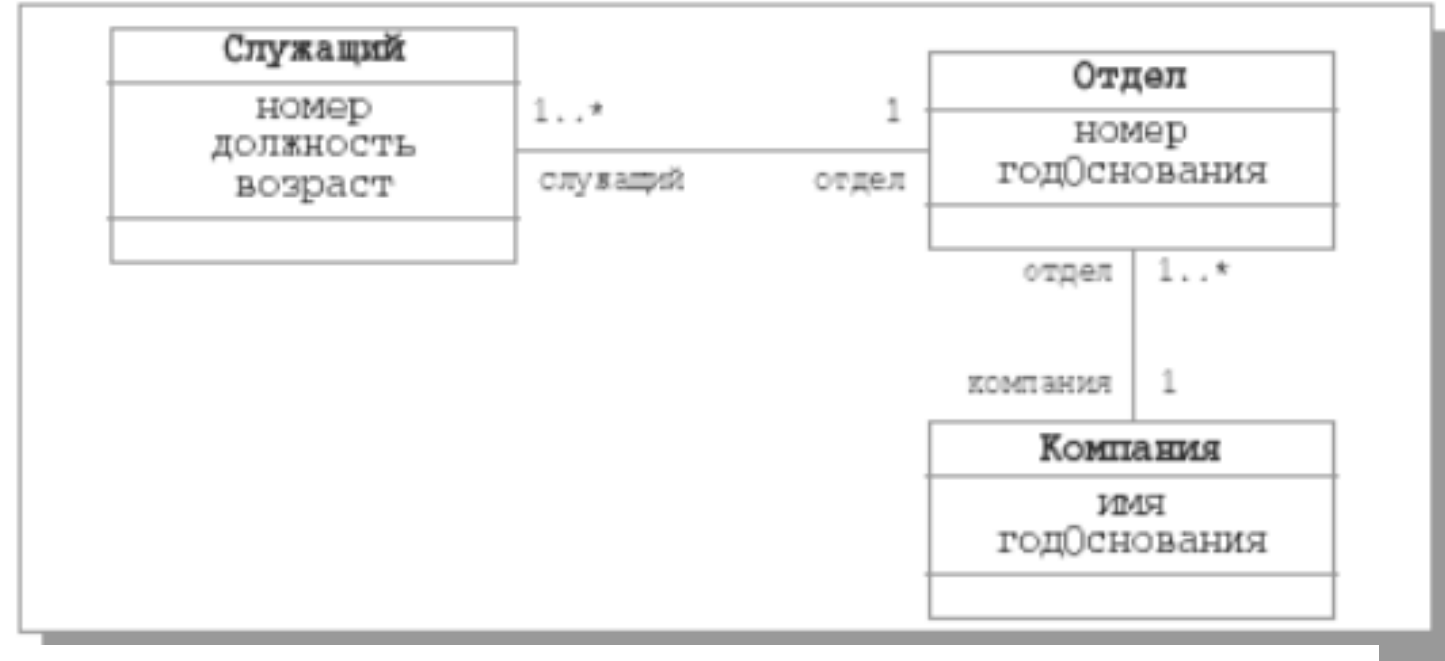 Служащий
номер
должность
возраст
1..*
1
служащий
отдел
Отдел
номер
годОснования
отдел
1..*
компания
1
Компания
имя
годОснования